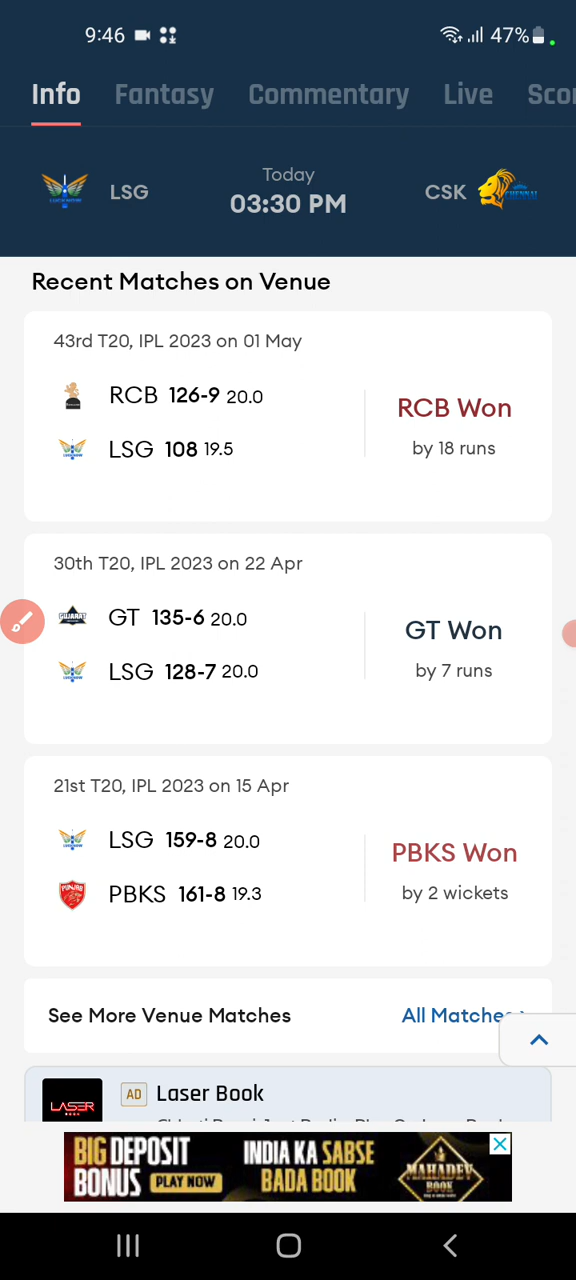 9:46 47%
Info Fantasy Commentary Live
LSG Today 03:30 PM CSK
Recent Matches on Venue
43rd T20, IPL 2023 on 01 May
RCB 126-9 20.0
LSG 108 19.5
RCB Won
by 18 runs
30th T20, IPL 2023 on 22 Apr
GUJARAT
GT 135-6 20.0
LSG 128-7 20.0
GT Won
by 7 runs
21st T20, IPL 2023 on 15 Apr
LSG 159-8 20.0
PUNJAB
PBKS 161-8 19.3
PBKS Won
by 2 wickets
See More Venue Matches All Matches
LASER
AD Laser Book
BIG DEPOSIT BONUS PLAY NOW
INDIA KA SABSE BADA BOOK
MAHADEV BOOK